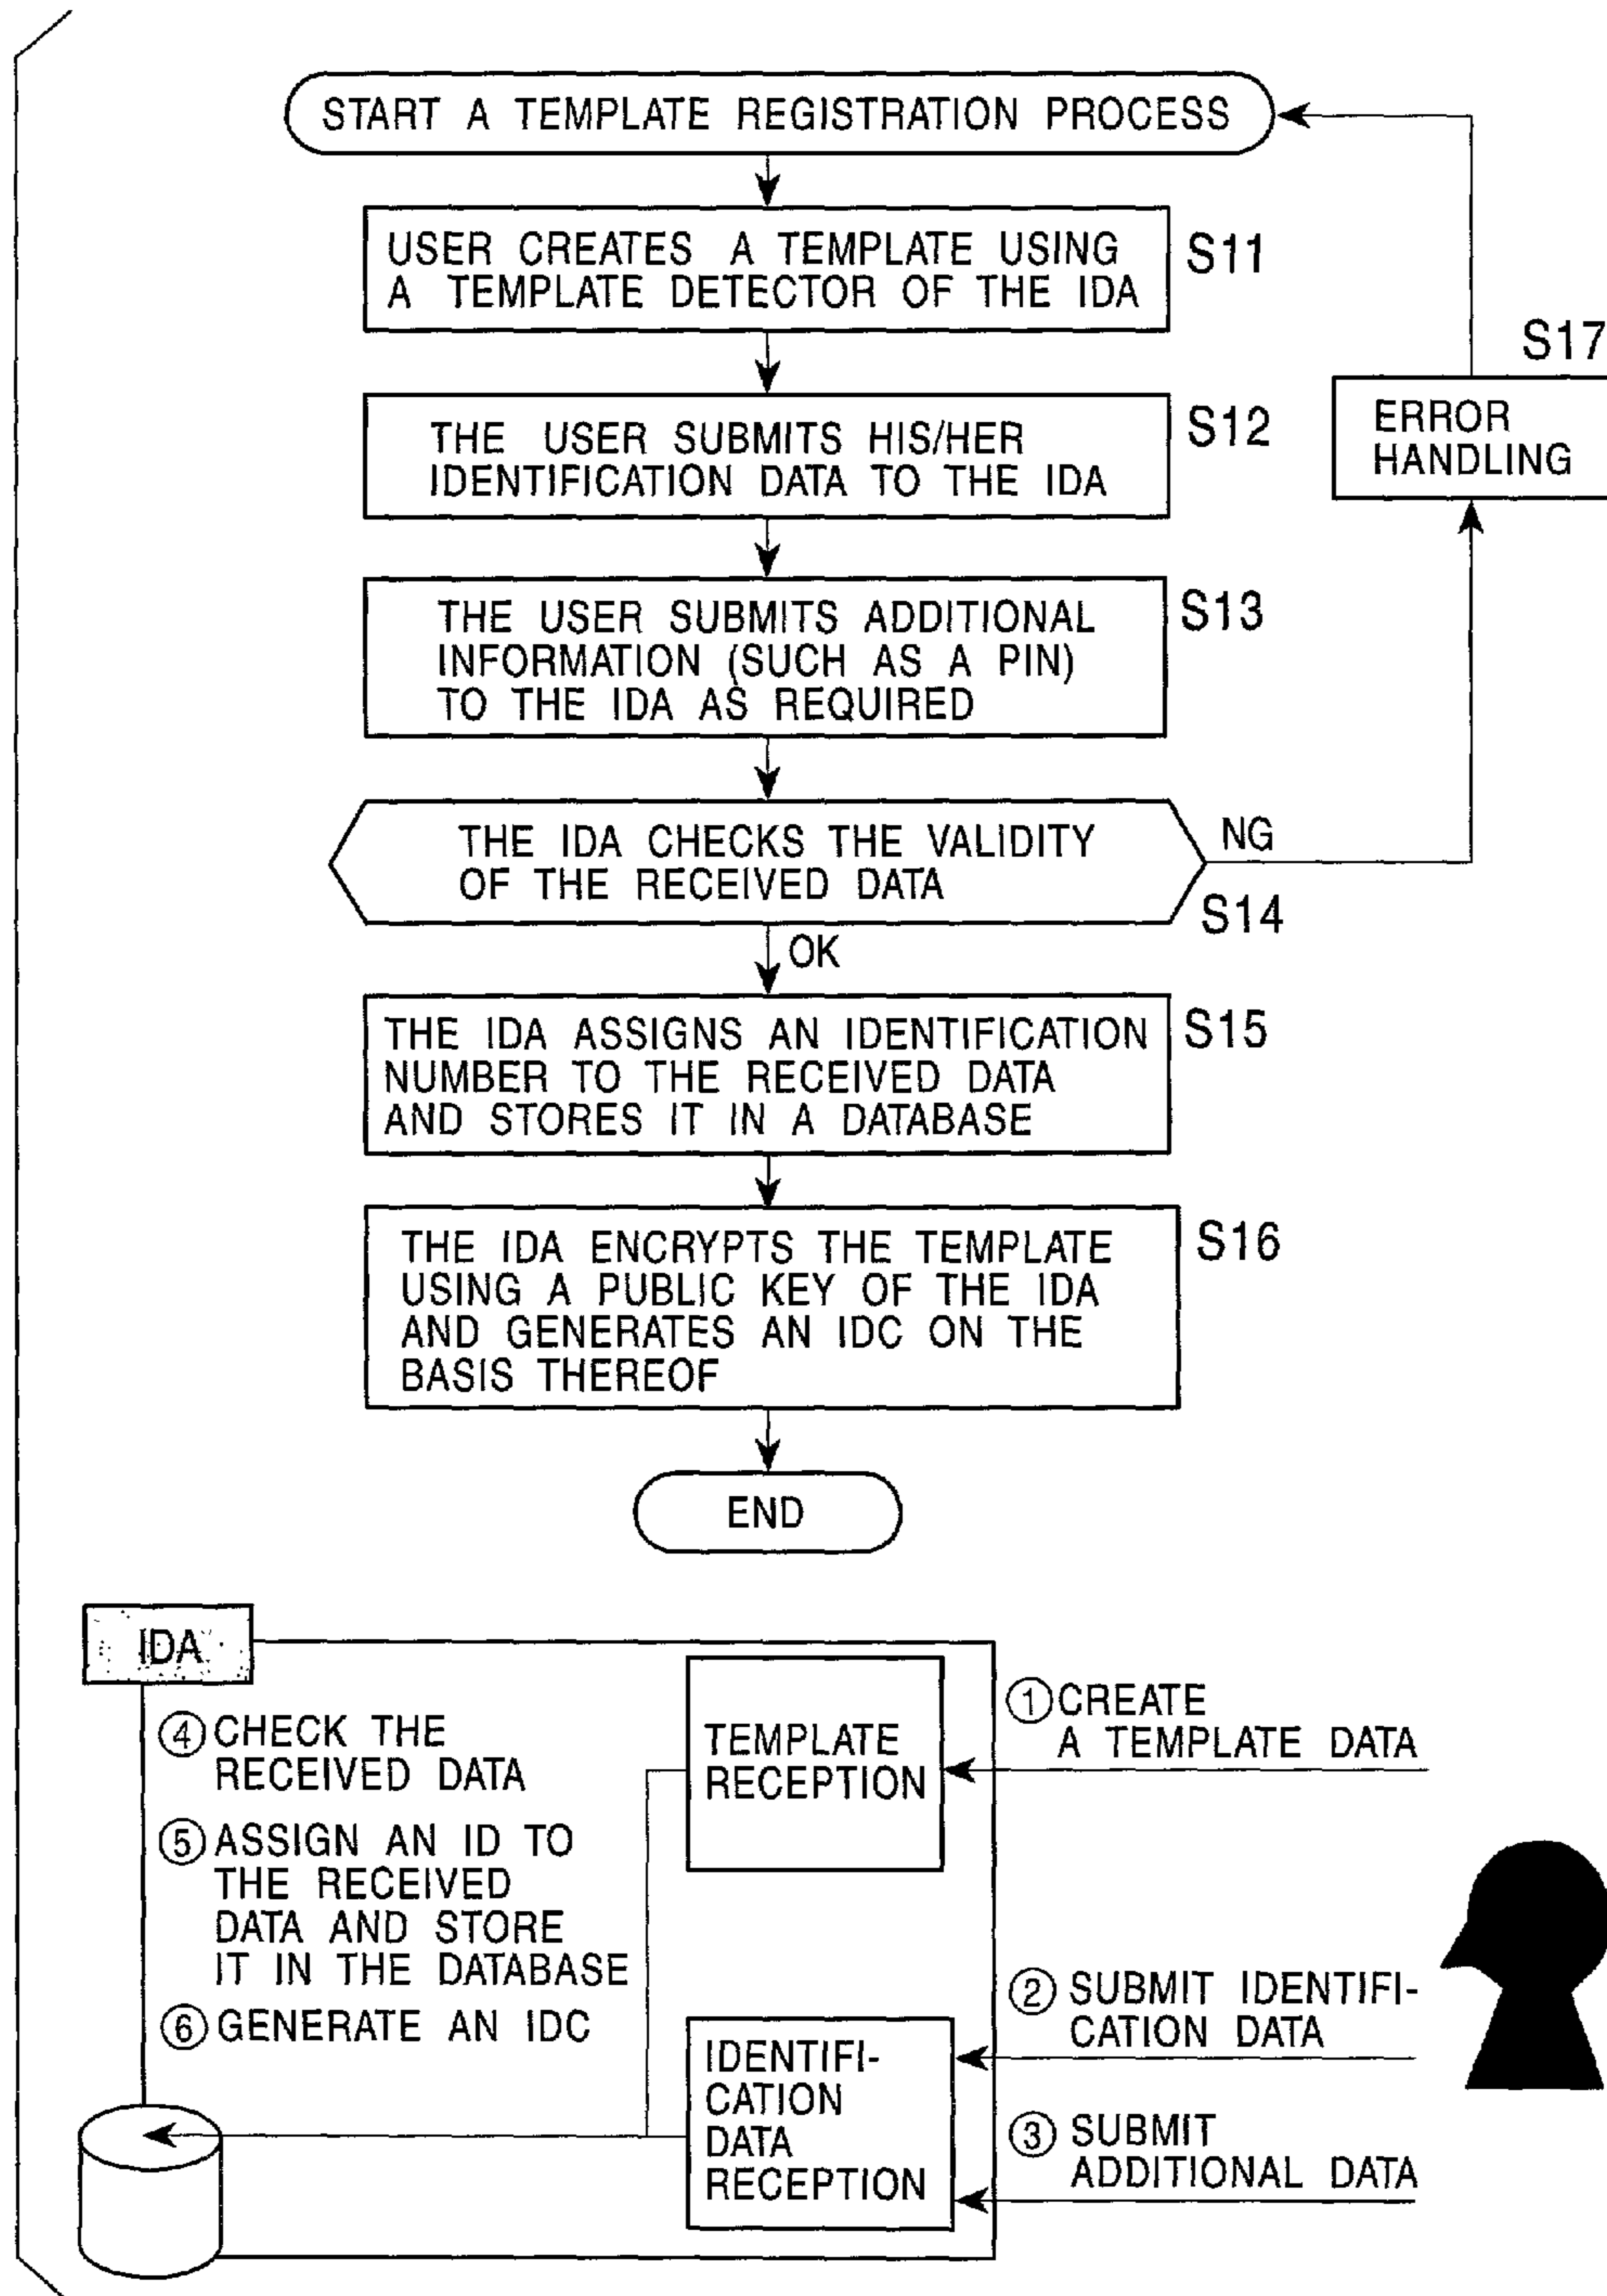 START A TEMPLATE REGISTRATION PROCESS
USER CREATES A TEMPLATE USING
A TEMPLATE DETECTOR OF THE IDA
S11
S17
ERROR
HANDLING
THE USER SUBMITS HIS/HER
IDENTIFICATION DATA TO THE IDA
S12
THE USER SUBMITS ADDITIONAL
INFORMATION (SUCH AS A PIN)
TO THE IDA AS REQUIRED
S13
THE IDA CHECKS THE VALIDITY
OF THE RECEIVED DATA
NG
S14
OK
THE IDA ASSIGNS AN IDENTIFICATION
NUMBER TO THE RECEIVED DATA
AND STORES IT IN A DATABASE
S15
THE IDA ENCRYPTS THE TEMPLATE
USING A PUBLIC KEY OF THE IDA
AND GENERATES AN IDC ON THE
BASIS THEREOF
S16
END
IDA
④ CHECK THE
RECEIVED DATA
⑤ ASSIGN AN ID TO
THE RECEIVED
DATA AND STORE
IT IN THE DATABASE
⑥ GENERATE AN IDC
TEMPLATE
RECEPTION
① CREATE
A TEMPLATE DATA
② SUBMIT IDENTIFI-
CATION DATA
IDENTIFI-
CATION
DATA
RECEPTION
③ SUBMIT
ADDITIONAL DATA